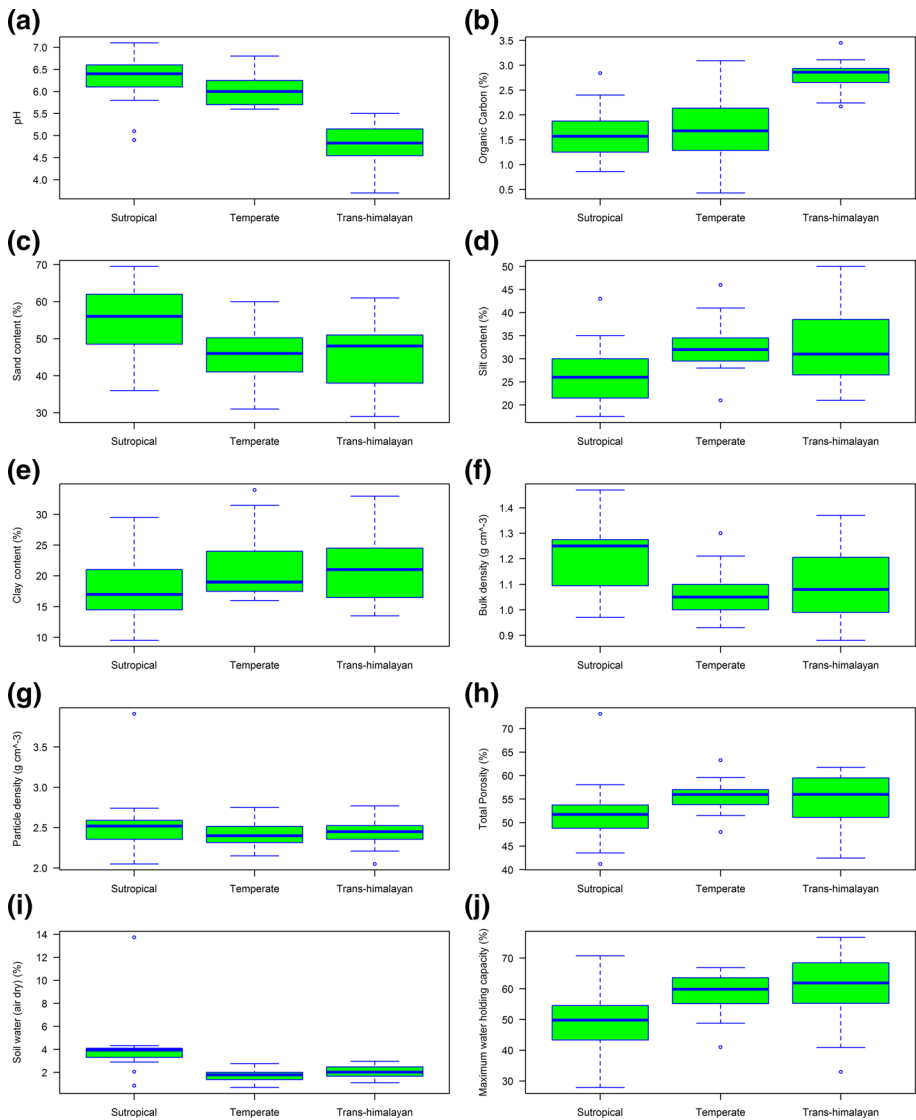 (a)
pH
7.0
6.5
6.0
5.5
5.0
4.5
4.0
Sutropical Temperate Trans-himalayan
(b)
Organic Carbon (%)
3.5
3.0
2.5
2.0
1.5
1.0
0.5
Sutropical Temperate Trans-himalayan
(c)
Sand content (%)
70
60
50
40
30
Sutropical Temperate Trans-himalayan
(d)
Silt content (%)
50
45
40
35
30
25
20
Sutropical Temperate Trans-himalayan
(e)
Clay content (%)
30
25
20
15
10
Sutropical Temperate Trans-himalayan
(f)
Bulk density (g cm^-3)
1.4
1.3
1.2
1.1
1.0
0.9
Sutropical Temperate Trans-himalayan
(g)
Particle density (g cm^-3)
3.5
3.0
2.5
2.0
Sutropical Temperate Trans-himalayan
(h)
Total Porosity (%)
70
65
60
55
50
45
40
Sutropical Temperate Trans-himalayan
(i)
Soil water (air dry) (%)
14
12
10
8
6
4
2
Sutropical Temperate Trans-himalayan
(j)
Maximum water holding capacity (%)
70
60
50
40
30
Sutropical Temperate Trans-himalayan